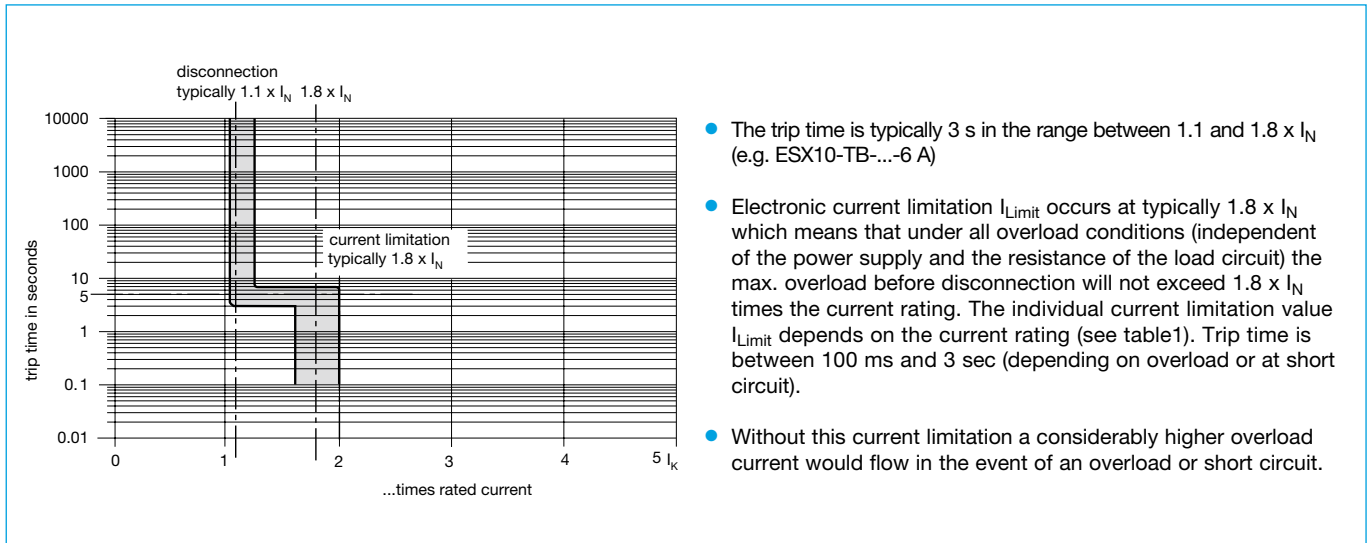 disconnection
typically 1.1 x IN 1.8 x IN
10000
1000
100
10
5
1
0.1
0.01
trip time in seconds
current limitation
typically 1.8 x IN
0 1 2 3 4 5 IK
...times rated current
● The trip time is typically 3 s in the range between 1.1 and 1.8 x IN
(e.g. ESX10-TB-...-6 A)
● Electronic current limitation ILimit occurs at typically 1.8 x IN
which means that under all overload conditions (independent
of the power supply and the resistance of the load circuit) the
max. overload before disconnection will not exceed 1.8 x IN
times the current rating. The individual current limitation value
ILimit depends on the current rating (see table1). Trip time is
between 100 ms and 3 sec (depending on overload or at short
circuit).
● Without this current limitation a considerably higher overload
current would flow in the event of an overload or short circuit.